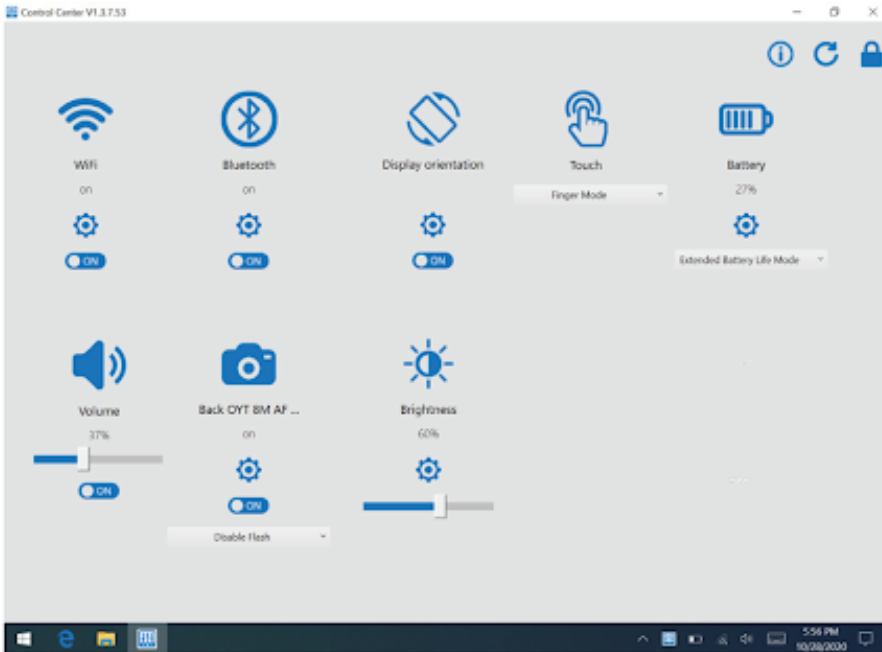 Control Center V1.3.7.53
WiFi
on
ON
Bluetooth
on
ON
Display orientation
ON
Touch
Finger Mode
Battery
27%
Extended Battery Life Mode
Volume
37%
ON
Back OYT 8M AF ...
on
ON
Disable Flash
Brightness
60%
5:56 PM
10/28/2020